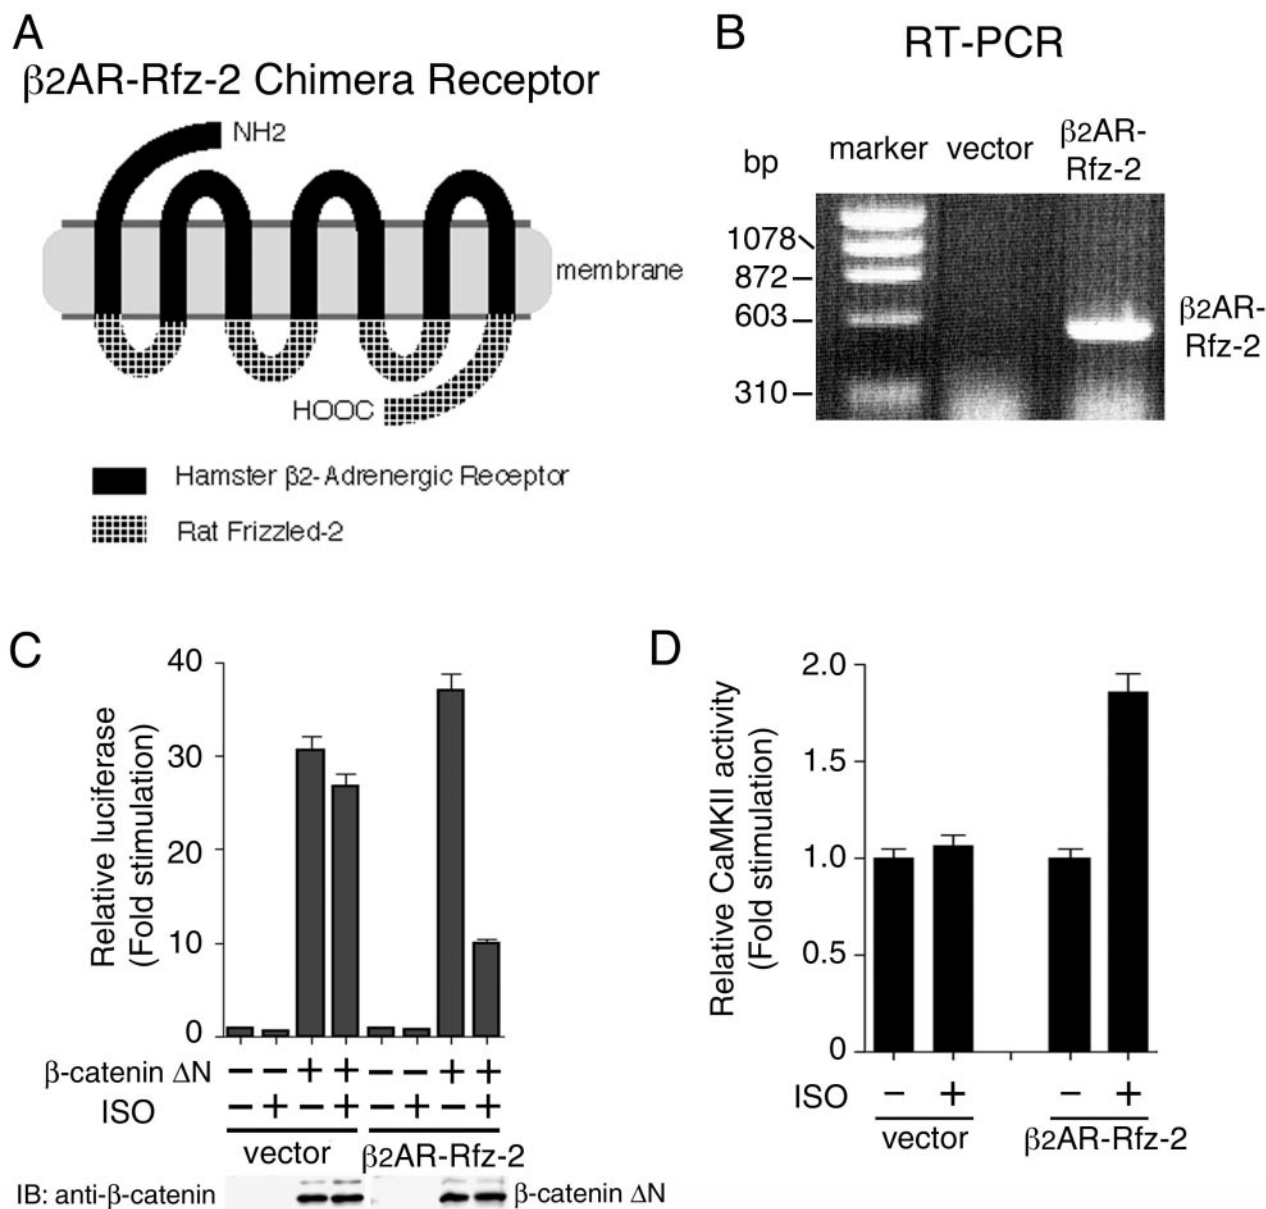 A
β2AR-Rfz-2 Chimera Receptor
NH2
membrane
HOOC
Hamster β2-Adrenergic Receptor
Rat Frizzled-2
B
RT-PCR
bp
marker
vector
β2AR-
Rfz-2
1078
872
603
310
β2AR-
Rfz-2
C
Relative luciferase
(Fold stimulation)
40
30
20
10
0
β-catenin ΔN − − + + − − + +
ISO − + − + − + − +
vector
β2AR-Rfz-2
IB: anti-β-catenin
β-catenin ΔN
D
Relative CaMKII activity
(Fold stimulation)
2.0
1.5
1.0
0.5
0
ISO − + − +
vector
β2AR-Rfz-2